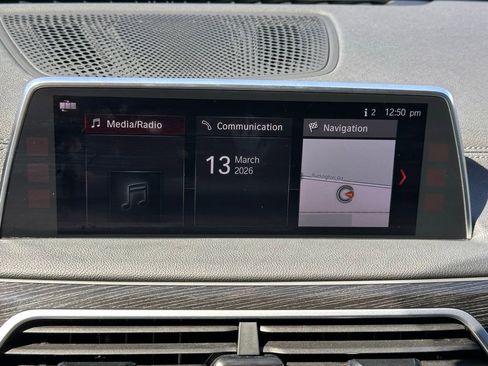 i 2 12:50 pm
Media/Radio
Communication
Navigation
13 March
2026